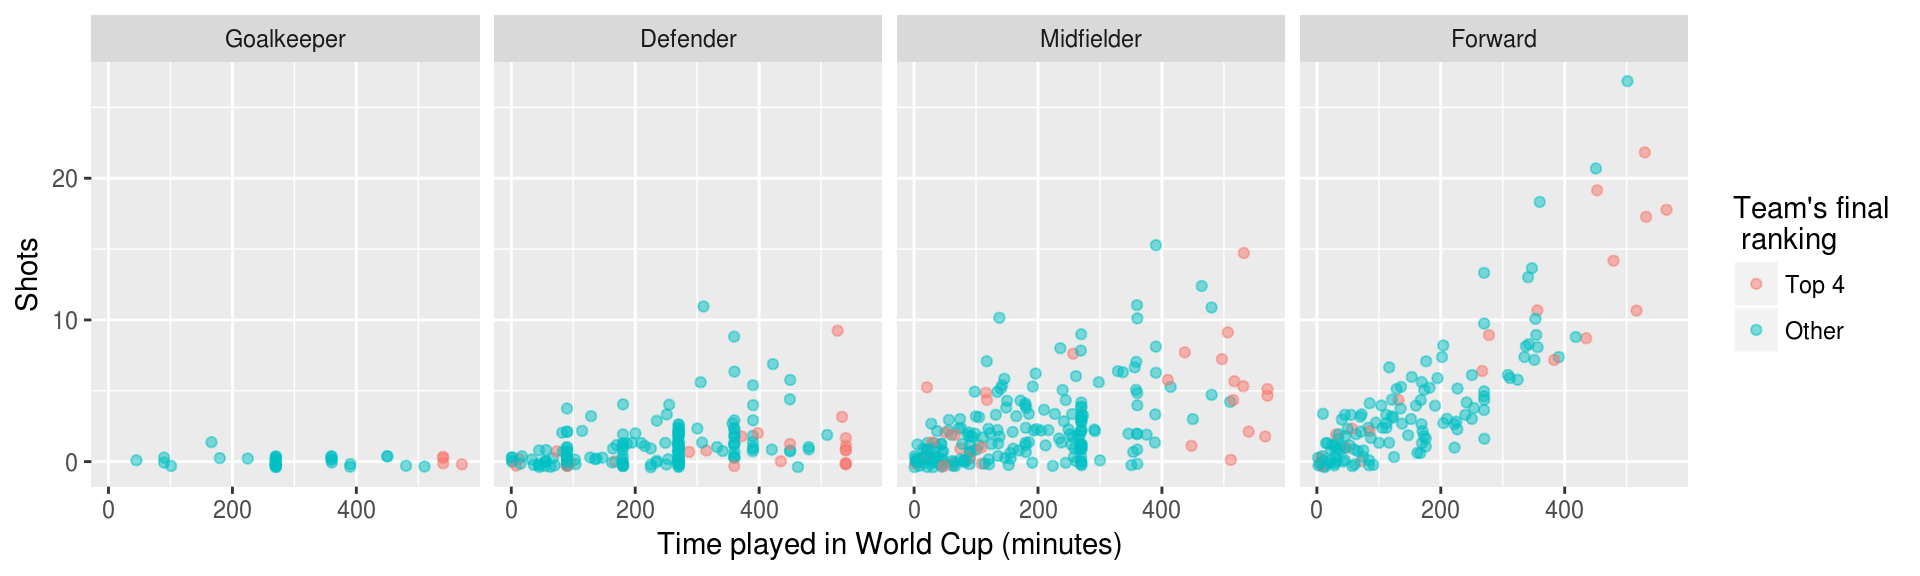 Goalkeeper
Defender
Midfielder
Forward
Shots
20
10
0
0 200 400
0 200 400
0 200 400
0 200 400
Time played in World Cup (minutes)
Team's final
ranking
Top 4
Other